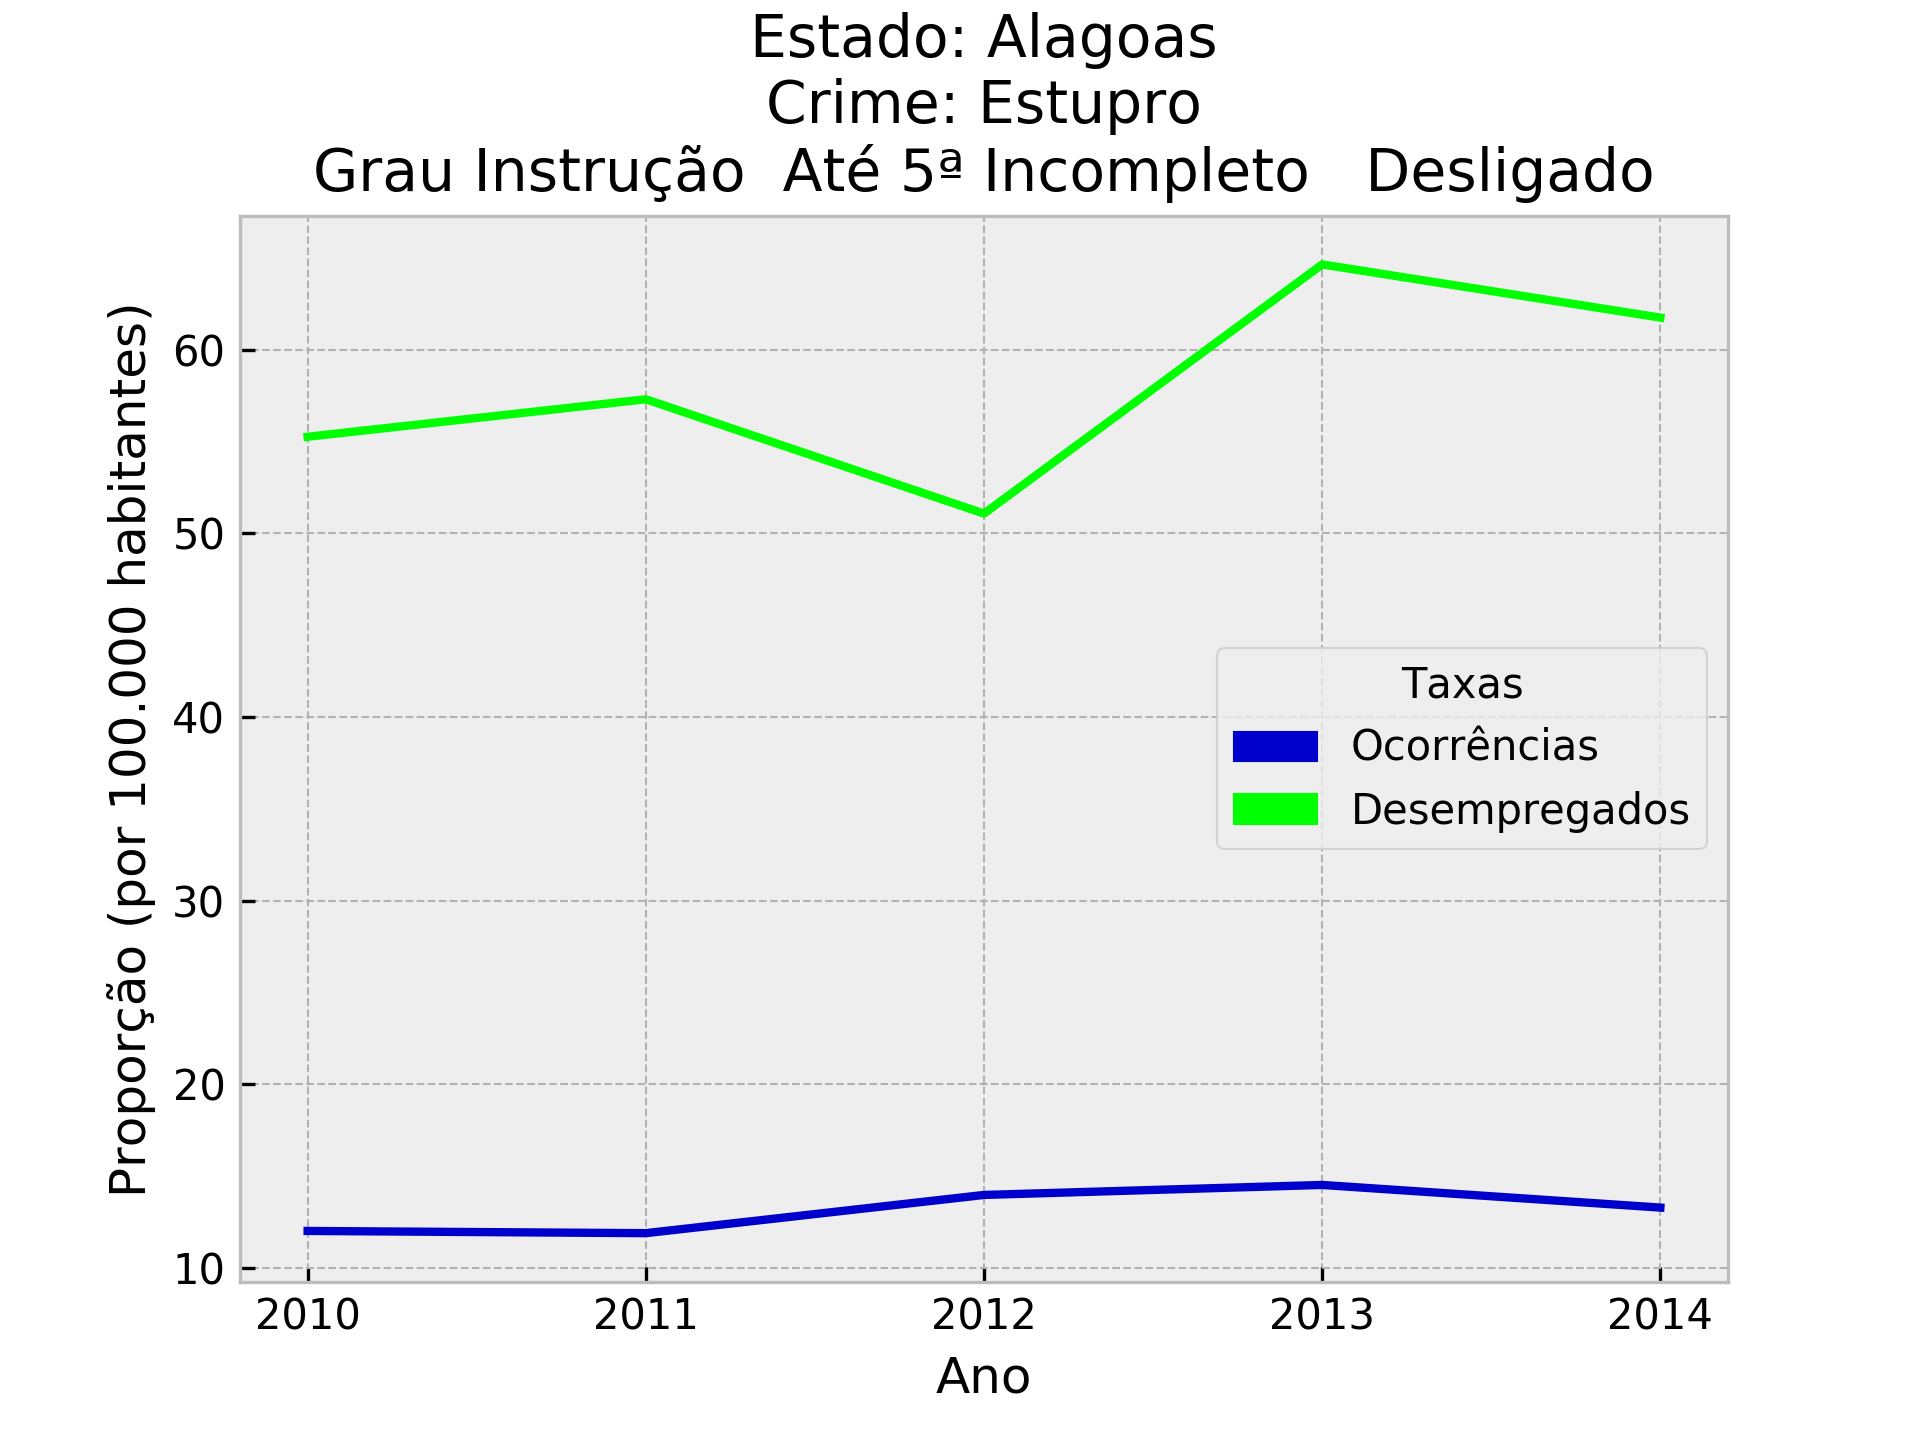 Estado: Alagoas
Crime: Estupro
Grau Instrução  Até 5ª Incompleto   Desligado
Proporção (por 100.000 habitantes)
60
50
40
30
20
10
Taxas
Ocorrências
Desempregados
2010 2011 2012 2013 2014
Ano